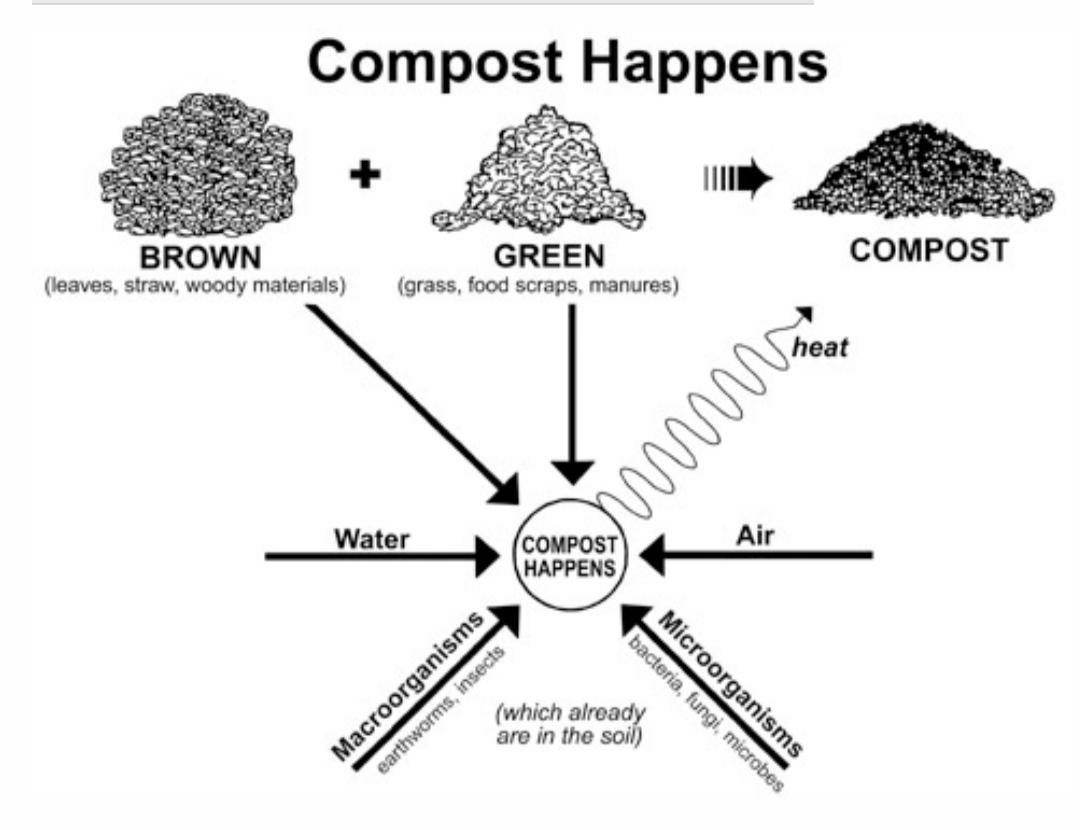 Compost Happens
BROWN
(leaves, straw, woody materials)
GREEN
(grass, food scraps, manures)
COMPOST
heat
Water
COMPOST
HAPPENS
Air
Macroorganisms
earthworms, insects
(which already
are in the soil)
Microorganisms
bacteria, fungi, microbes